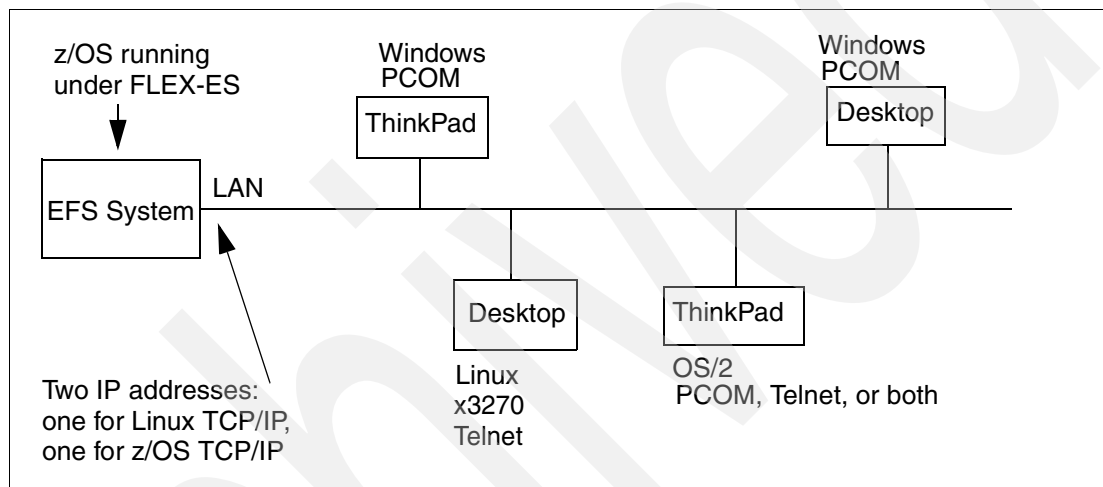 z/OS running
under FLEX-ES
Windows
PCOM
Windows
PCOM
ThinkPad
Desktop
EFS System
LAN
Desktop
ThinkPad
Linux
x3270
Telnet
OS/2
PCOM, Telnet, or both
Two IP addresses:
one for Linux TCP/IP,
one for z/OS TCP/IP